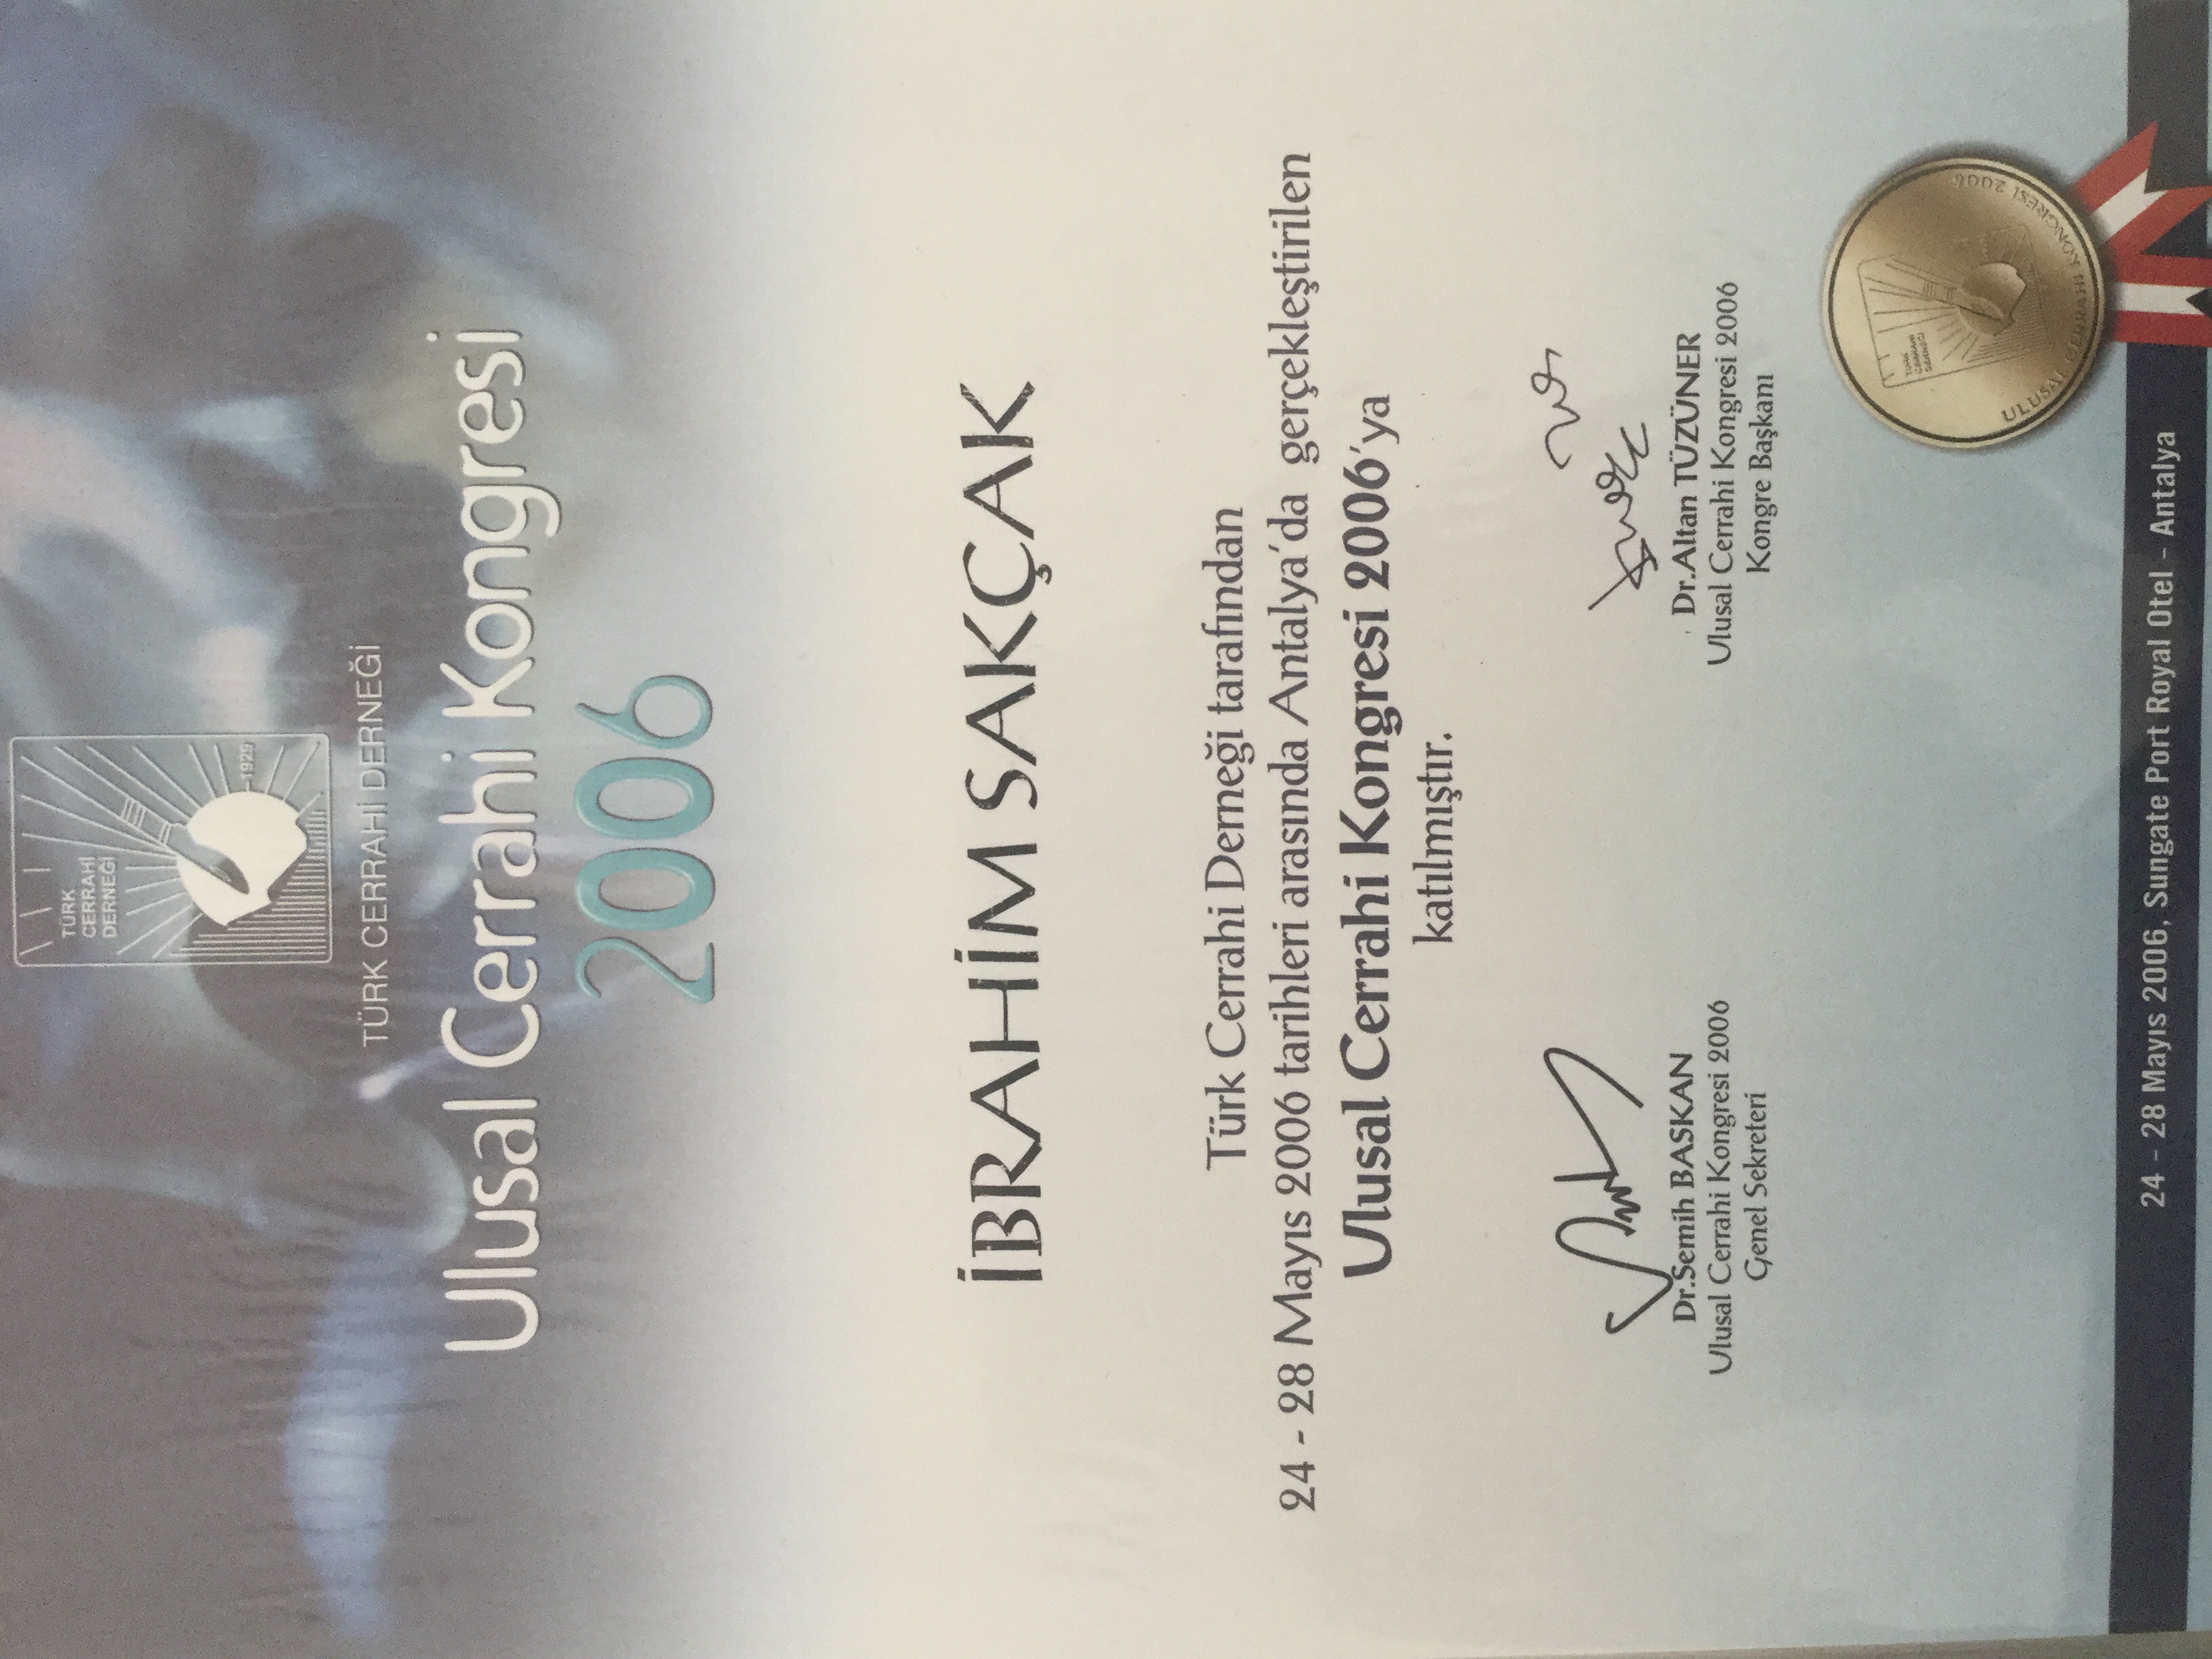 TÜRK
CERRAHİ
DERNEĞİ
1929
TÜRK CERRAHİ DERNEĞİ
Ulusal Cerrahi Kongresi
2006
İBRAHİM SAKÇAK
Türk Cerrahi Derneği tarafından
24 - 28 Mayıs 2006 tarihleri arasında Antalya'da gerçekleştirilen
Ulusal Cerrahi Kongresi 2006'ya
katılmıştır.
Dr.Semih BASKAN
Ulusal Cerrahi Kongresi 2006
Genel Sekreteri
Dr.Altan TÜZÜNER
Ulusal Cerrahi Kongresi 2006
Kongre Başkanı
TÜRK
CERRAHİ
DERNEĞİ
ULUSAL CERRAHİ KONGRESİ 2006
24 - 28 Mayıs 2006, Sungate Port Royal Otel - Antalya